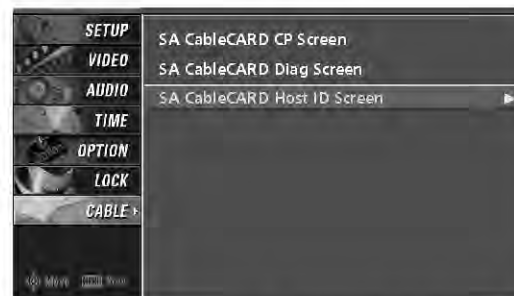 SETUP
VIDEO
AUDIO
TIME
OPTION
LOCK
CABLE
SA CableCARD CP Screen
SA CableCARD Diag Screen
SA CableCARD Host ID Screen
Move